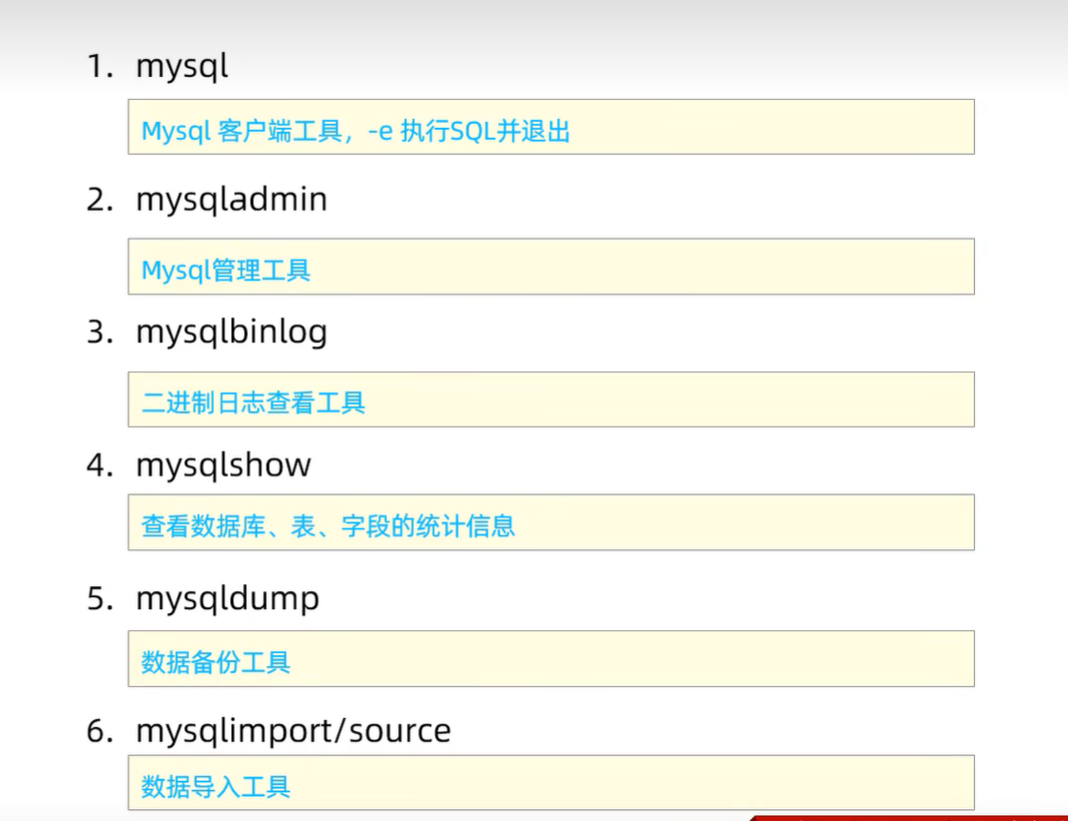 1. mysql
Mysql 客户端工具，-e 执行SQL并退出
2. mysqladmin
Mysql管理工具
3. mysqlbinlog
二进制日志查看工具
4. mysqlshow
查看数据库、表、字段的统计信息
5. mysqldump
数据备份工具
6. mysqlimport/source
数据导入工具